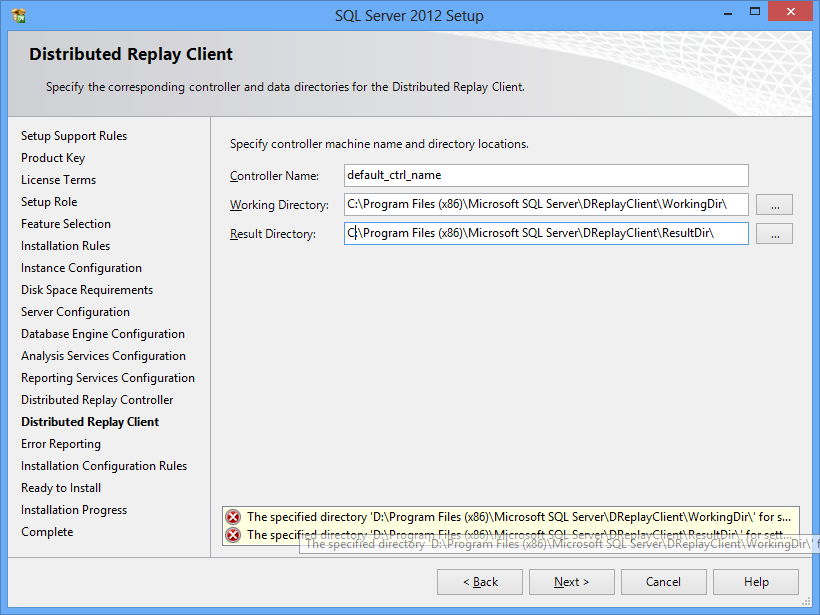 SQL Server 2012 Setup
Distributed Replay Client
Specify the corresponding controller and data directories for the Distributed Replay Client.
Setup Support Rules
Product Key
License Terms
Setup Role
Feature Selection
Installation Rules
Instance Configuration
Disk Space Requirements
Server Configuration
Database Engine Configuration
Analysis Services Configuration
Reporting Services Configuration
Distributed Replay Controller
Distributed Replay Client
Error Reporting
Installation Configuration Rules
Ready to Install
Installation Progress
Complete
Specify controller machine name and directory locations.
Controller Name: default_ctrl_name
Working Directory: C:\Program Files (x86)\Microsoft SQL Server\DReplayClient\WorkingDir\ ...
Result Directory: C:\Program Files (x86)\Microsoft SQL Server\DReplayClient\ResultDir\ ...
The specified directory 'D:\Program Files (x86)\Microsoft SQL Server\DReplayClient\WorkingDir\' for s...
The specified directory 'D:\Program Files (x86)\Microsoft SQL Server\DReplayClient\ResultDir\' for sett...
The specified directory 'D:\Program Files (x86)\Microsoft SQL Server\DReplayClient\WorkingDir\' f
< Back Next > Cancel Help